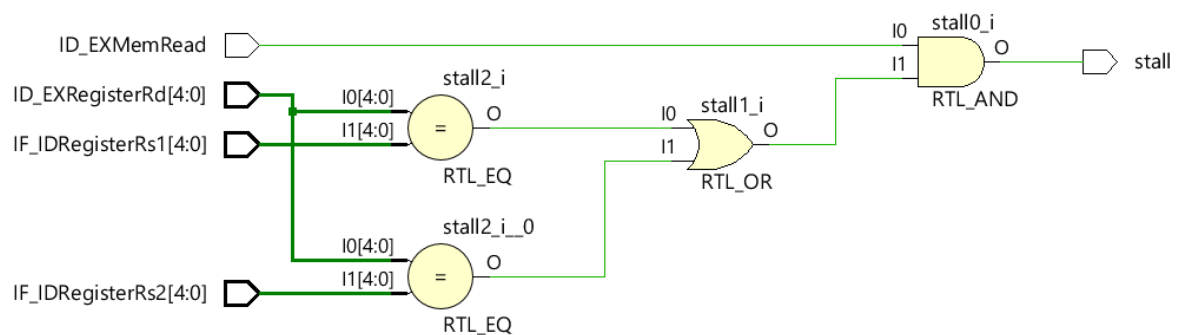 stall0_i
ID_EXMemRead
I0
O
stall
I1
RTL_AND
ID_EXRegisterRd[4:0]
stall2_i
I0[4:0]
O
stall1_i
I0
O
IF_IDRegisterRs1[4:0]
I1[4:0]
=
I1
RTL_EQ
RTL_OR
stall2_i__0
I0[4:0]
O
IF_IDRegisterRs2[4:0]
I1[4:0]
=
RTL_EQ